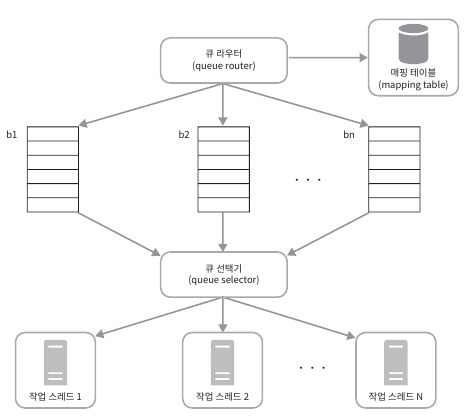 큐 라우터
(queue router)
매핑 테이블
(mapping table)
b1
b2
bn
. . .
큐 선택기
(queue selector)
작업 스레드 1
작업 스레드 2
. . .
작업 스레드 N